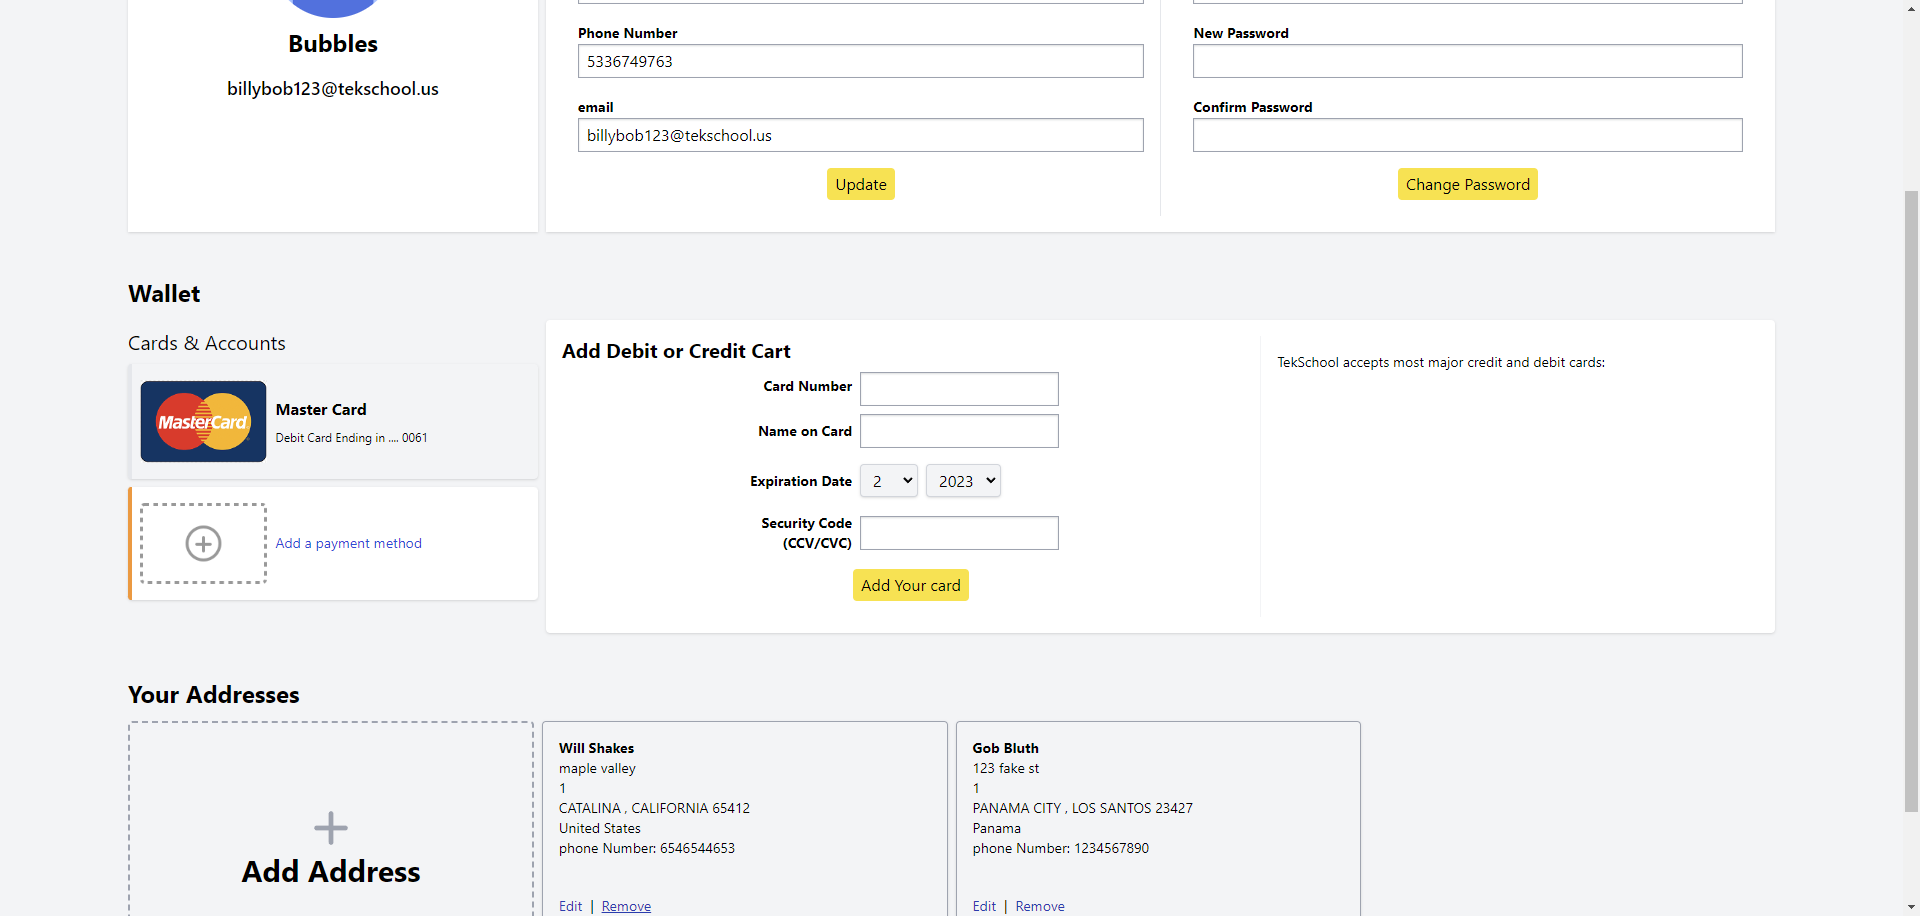 Bubbles
billybob123@tekschool.us
Phone Number
5336749763
email
billybob123@tekschool.us
Update
New Password
Confirm Password
Change Password
Wallet
Cards & Accounts
MasterCard
Master Card
Debit Card Ending in .... 0061
Add a payment method
Add Debit or Credit Cart
Card Number
Name on Card
Expiration Date 2 2023
Security Code
(CCV/CVC)
Add Your card
TekSchool accepts most major credit and debit cards:
Your Addresses
Add Address
Will Shakes
maple valley
1
CATALINA , CALIFORNIA 65412
United States
phone Number: 6546544653
Edit | Remove
Gob Bluth
123 fake st
1
PANAMA CITY , LOS SANTOS 23427
Panama
phone Number: 1234567890
Edit | Remove